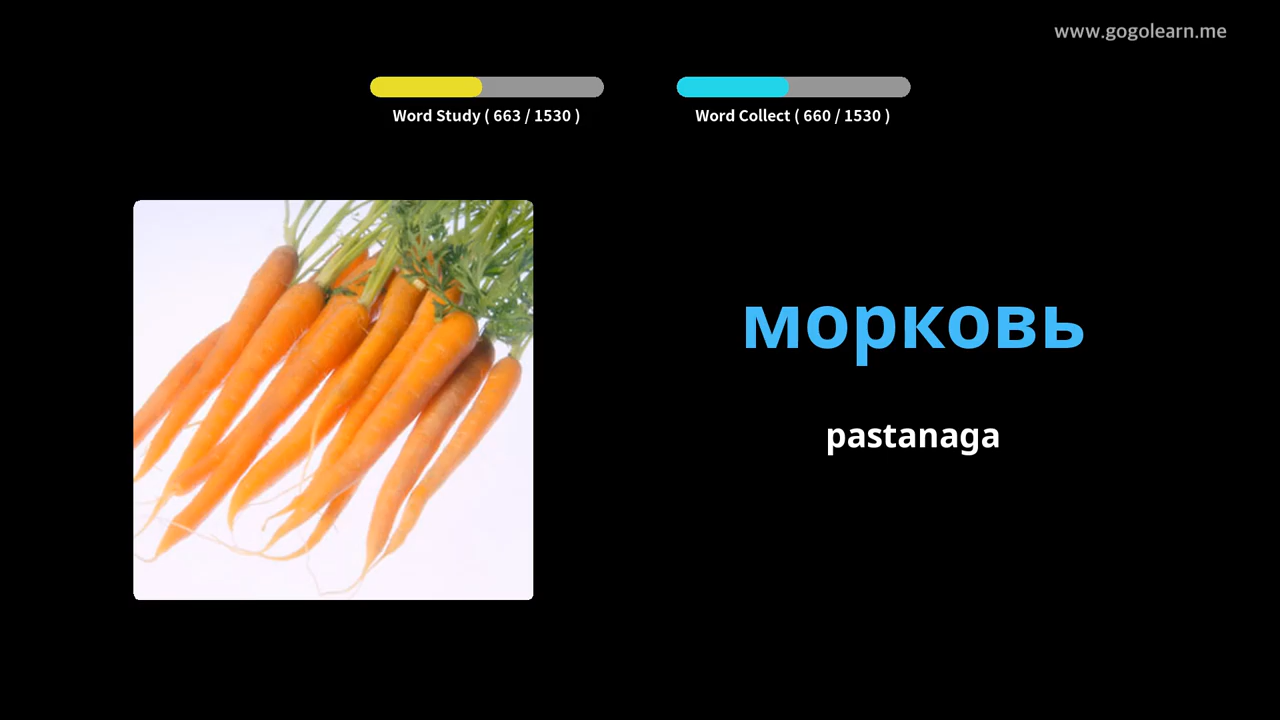 www.gogolearn.me
Word Study ( 663 / 1530 )
Word Collect ( 660 / 1530 )
морковь
pastanaga